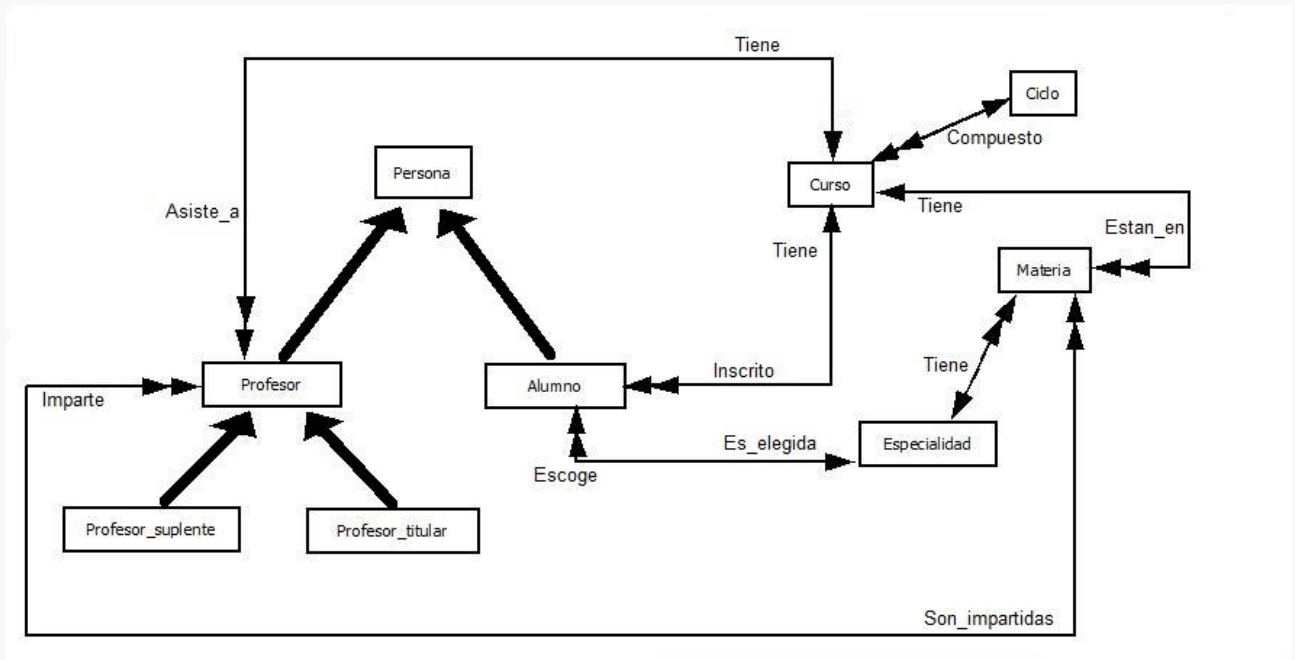 Tiene
Ciclo
Compuesto
Persona
Curso
Tiene
Asiste_a
Estan_en
Tiene
Materia
Tiene
Inscrito
Profesor
Alumno
Imparte
Es_elegida
Especialidad
Escoge
Profesor_suplente
Profesor_titular
Son_impartidas